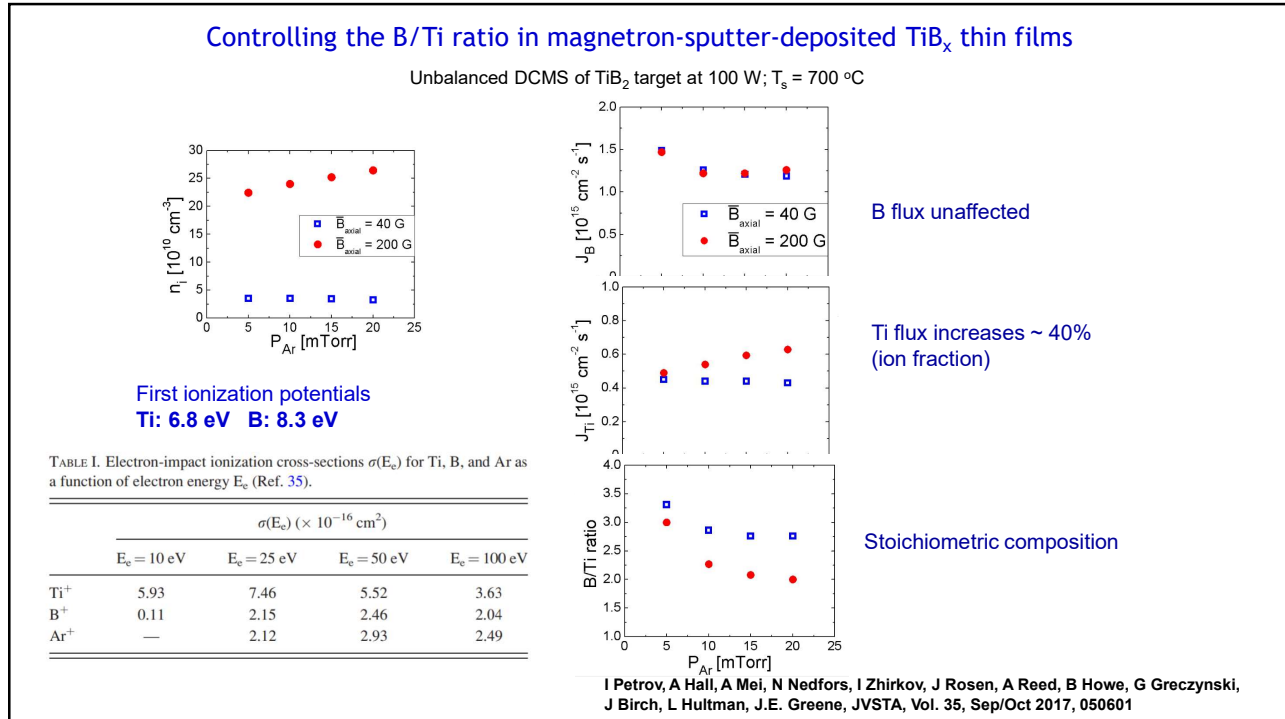 Controlling the B/Ti ratio in magnetron-sputter-deposited TiBx thin films
Unbalanced DCMS of TiB2 target at 100 W; Ts = 700 oC
30
25
20
15
10
5
0
ni [10^10 cm^-3]
B̅axial = 40 G
B̅axial = 200 G
0 5 10 15 20 25
PAr [mTorr]
First ionization potentials
Ti: 6.8 eV B: 8.3 eV
TABLE I. Electron-impact ionization cross-sections σ(Ee) for Ti, B, and Ar as
a function of electron energy Ee (Ref. 35).
σ(Ee) (× 10^-16 cm^2)
Ee = 10 eV Ee = 25 eV Ee = 50 eV Ee = 100 eV
Ti+ 5.93 7.46 5.52 3.63
B+ 0.11 2.15 2.46 2.04
Ar+ — 2.12 2.93 2.49
2.0
1.5
1.0
0.5
0
JB [10^15 cm^-2 s^-1]
B̅axial = 40 G
B̅axial = 200 G
B flux unaffected
1.0
0.8
0.6
0.4
0.2
0
JTi [10^15 cm^-2 s^-1]
Ti flux increases ~ 40%
(ion fraction)
4.0
3.5
3.0
2.5
2.0
1.5
1.0
B/Ti ratio
0 5 10 15 20 25
PAr [mTorr]
Stoichiometric composition
I Petrov, A Hall, A Mei, N Nedfors, I Zhirkov, J Rosen, A Reed, B Howe, G Greczynski,
J Birch, L Hultman, J.E. Greene, JVSTA, Vol. 35, Sep/Oct 2017, 050601